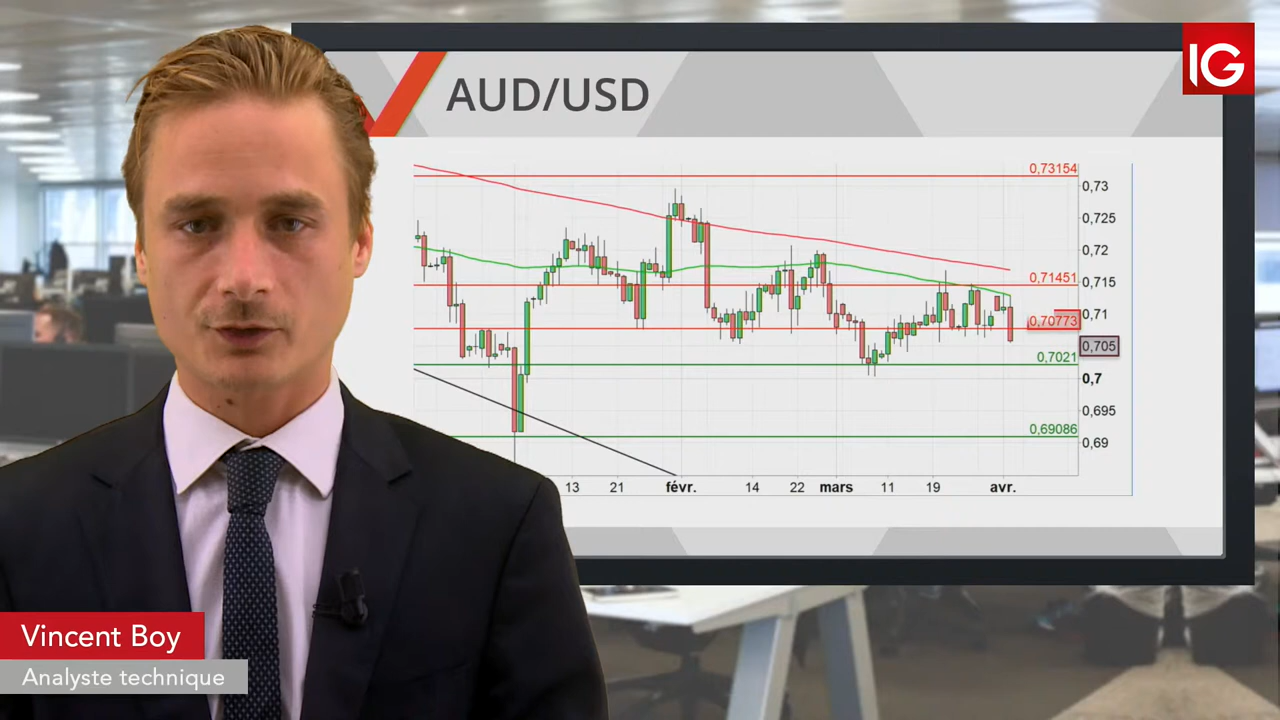 IG
AUD/USD
0,73154
0,73
0,725
0,72
0,71451
0,715
0,71
0,70773
0,705
0,7021
0,7
0,695
0,69086
0,69
13 21 févr. 14 22 mars 11 19 avr.
Vincent Boy
Analyste technique